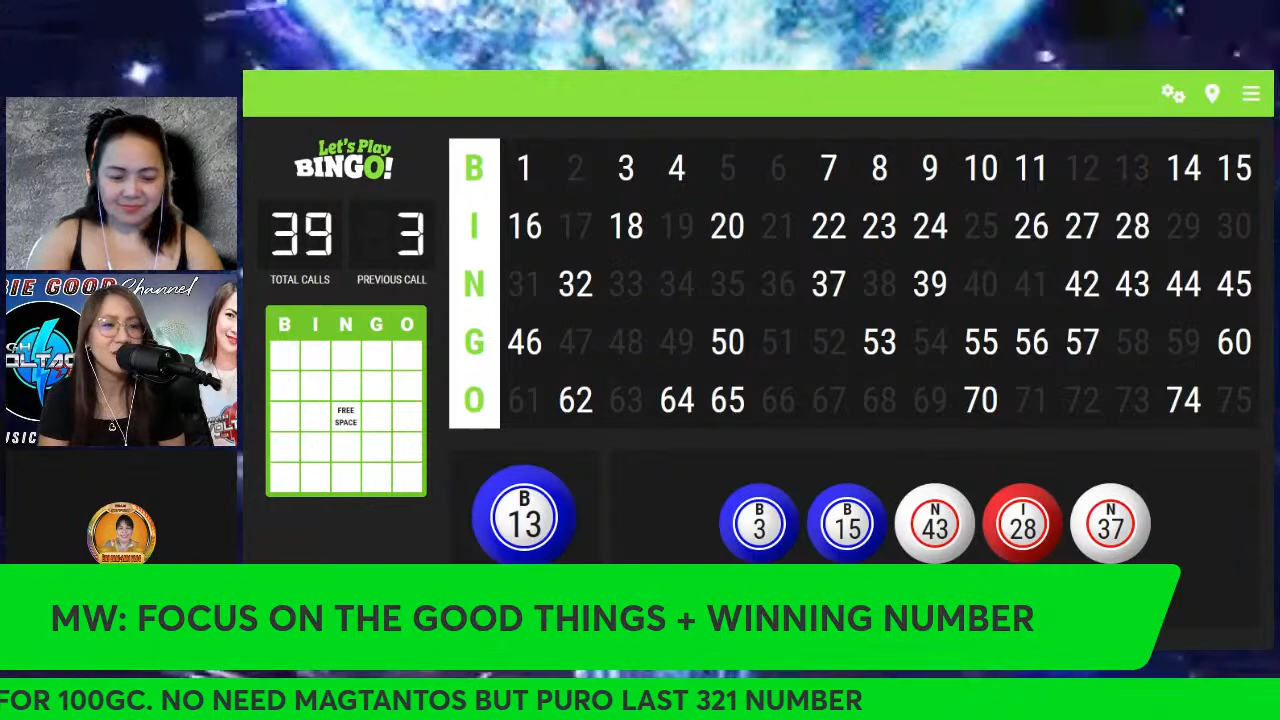 Let's Play
BINGO!
39 3
TOTAL CALLS PREVIOUS CALL
B I N G O
FREE
SPACE
B 1 2 3 4 5 6 7 8 9 10 11 12 13 14 15
I 16 17 18 19 20 21 22 23 24 25 26 27 28 29 30
N 31 32 33 34 35 36 37 38 39 40 41 42 43 44 45
G 46 47 48 49 50 51 52 53 54 55 56 57 58 59 60
O 61 62 63 64 65 66 67 68 69 70 71 72 73 74 75
B
13
B
3
B
15
N
43
I
28
N
37
IE GOOD Channel
MW: FOCUS ON THE GOOD THINGS + WINNING NUMBER
FOR 100GC. NO NEED MAGTANTOS BUT PURO LAST 321 NUMBER